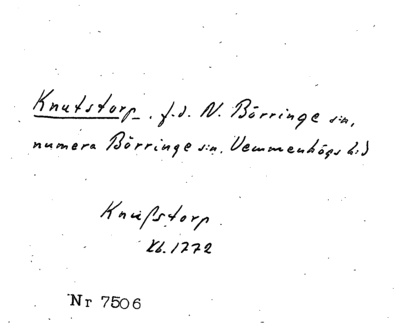 Knutstorp. f.d. N. Börringe sn,
numera Börringe sn. Vemmenhögs hd
Knußstorp
kb. 1772
Nr 7506